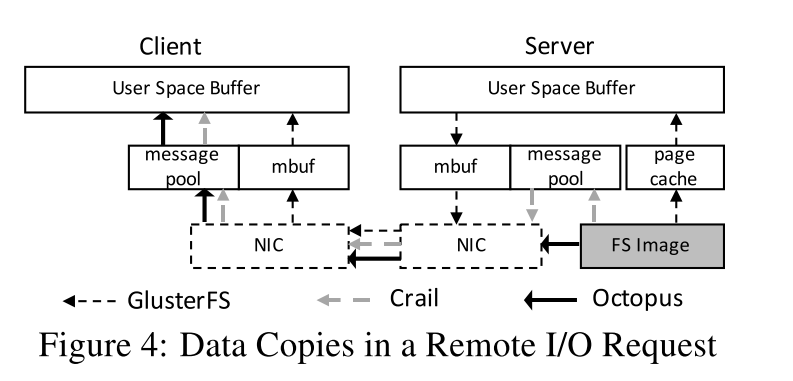 Client
Server
User Space Buffer
User Space Buffer
message pool
mbuf
mbuf
message pool
page cache
NIC
NIC
FS Image
GlusterFS
Crail
Octopus
Figure 4: Data Copies in a Remote I/O Request